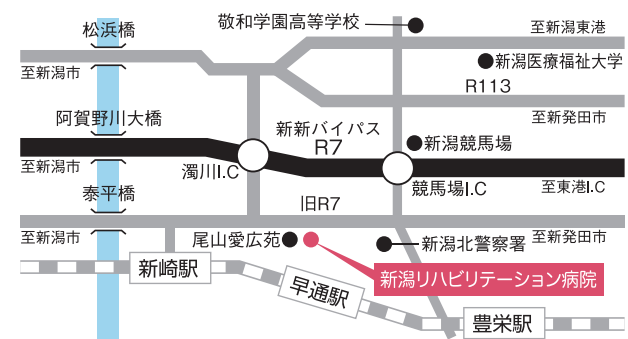 敬和学園高等学校
松浜橋
至新潟東港
新潟医療福祉大学
至新潟市
R113
至新発田市
阿賀野川大橋
新新バイパス
R7
新潟競馬場
至新潟市
濁川I.C
競馬場I.C
至東港I.C
泰平橋
旧R7
至新潟市
尾山愛広苑
新潟北警察署
至新発田市
新崎駅
新潟リハビリテーション病院
早通駅
豊栄駅